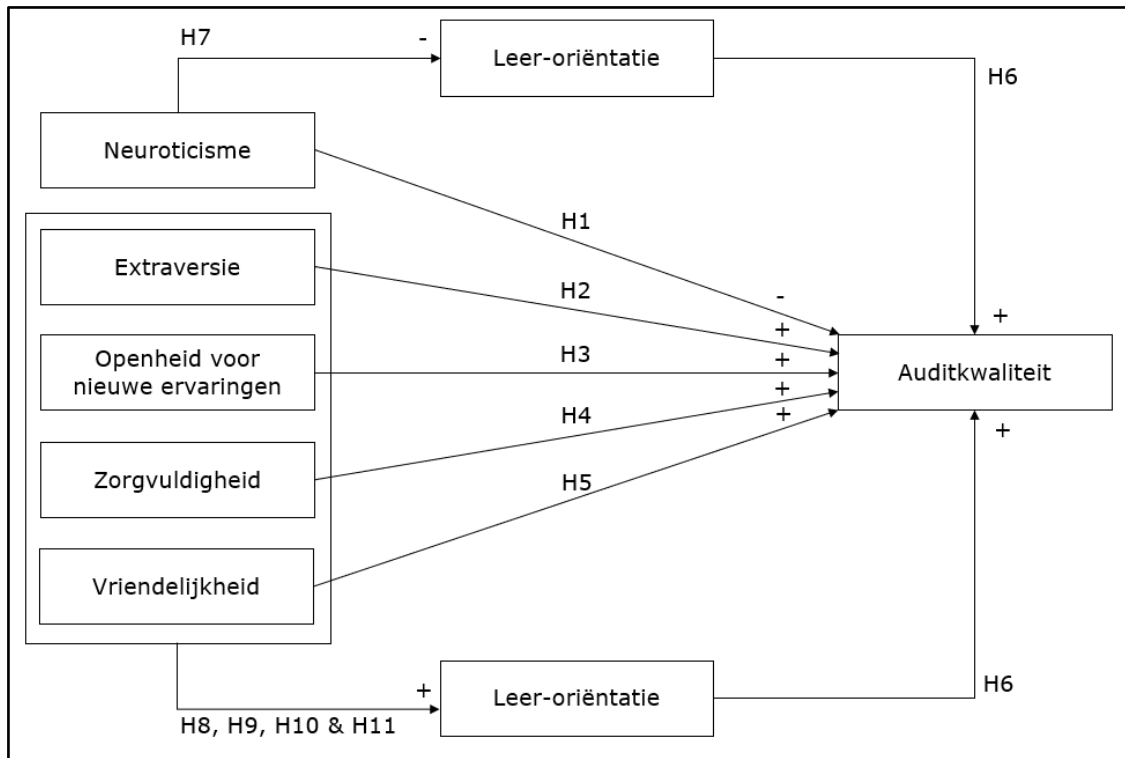 H7
-
Leer-oriëntatie
H6
Neuroticisme
H1
Extraversie
H2
-
+
+
Openheid voor
nieuwe ervaringen
H3
+
Auditkwaliteit
+
H4
+
+
Zorgvuldigheid
H5
Vriendelijkheid
+
Leer-oriëntatie
H6
H8, H9, H10 & H11